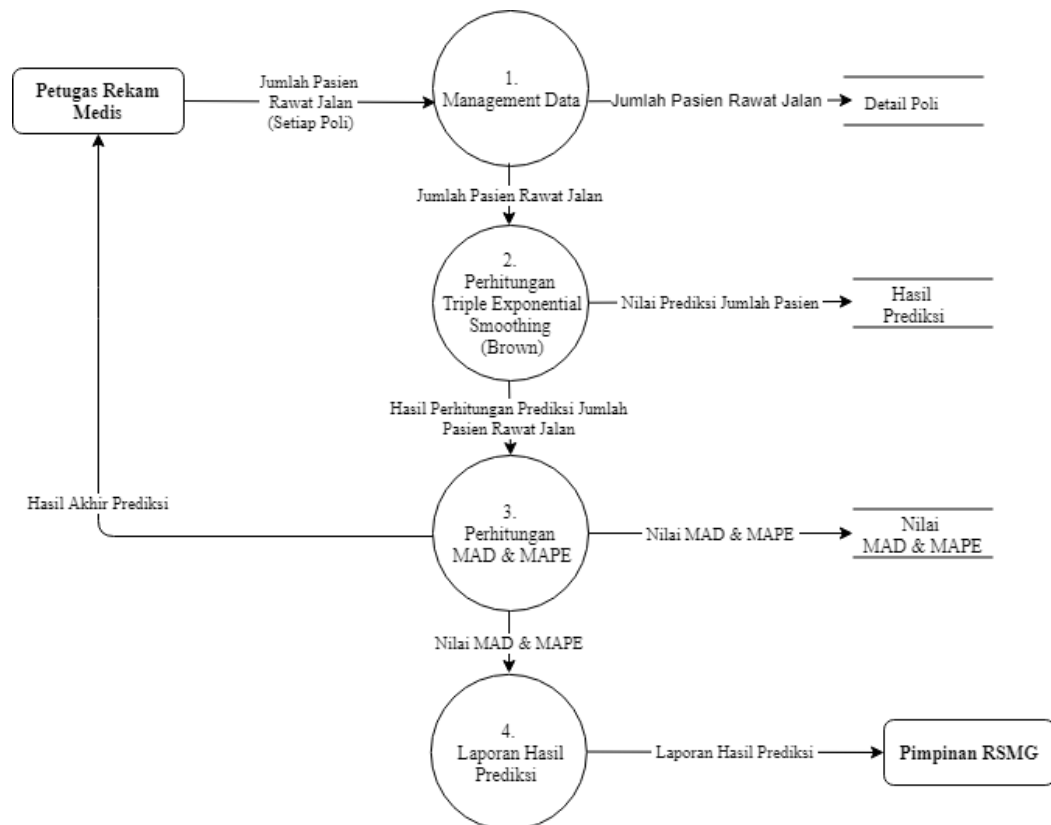 1.
Management Data
Petugas Rekam
Medis
Jumlah Pasien
Rawat Jalan
(Setiap Poli)
Jumlah Pasien Rawat Jalan
Detail Poli
Jumlah Pasien Rawat Jalan
2.
Perhitungan
Triple Exponential
Smoothing
(Brown)
Nilai Prediksi Jumlah Pasien
Hasil
Prediksi
Hasil Perhitungan Prediksi Jumlah
Pasien Rawat Jalan
Hasil Akhir Prediksi
3.
Perhitungan
MAD & MAPE
Nilai MAD & MAPE
Nilai
MAD & MAPE
Nilai MAD & MAPE
4.
Laporan Hasil
Prediksi
Laporan Hasil Prediksi
Pimpinan RSMG